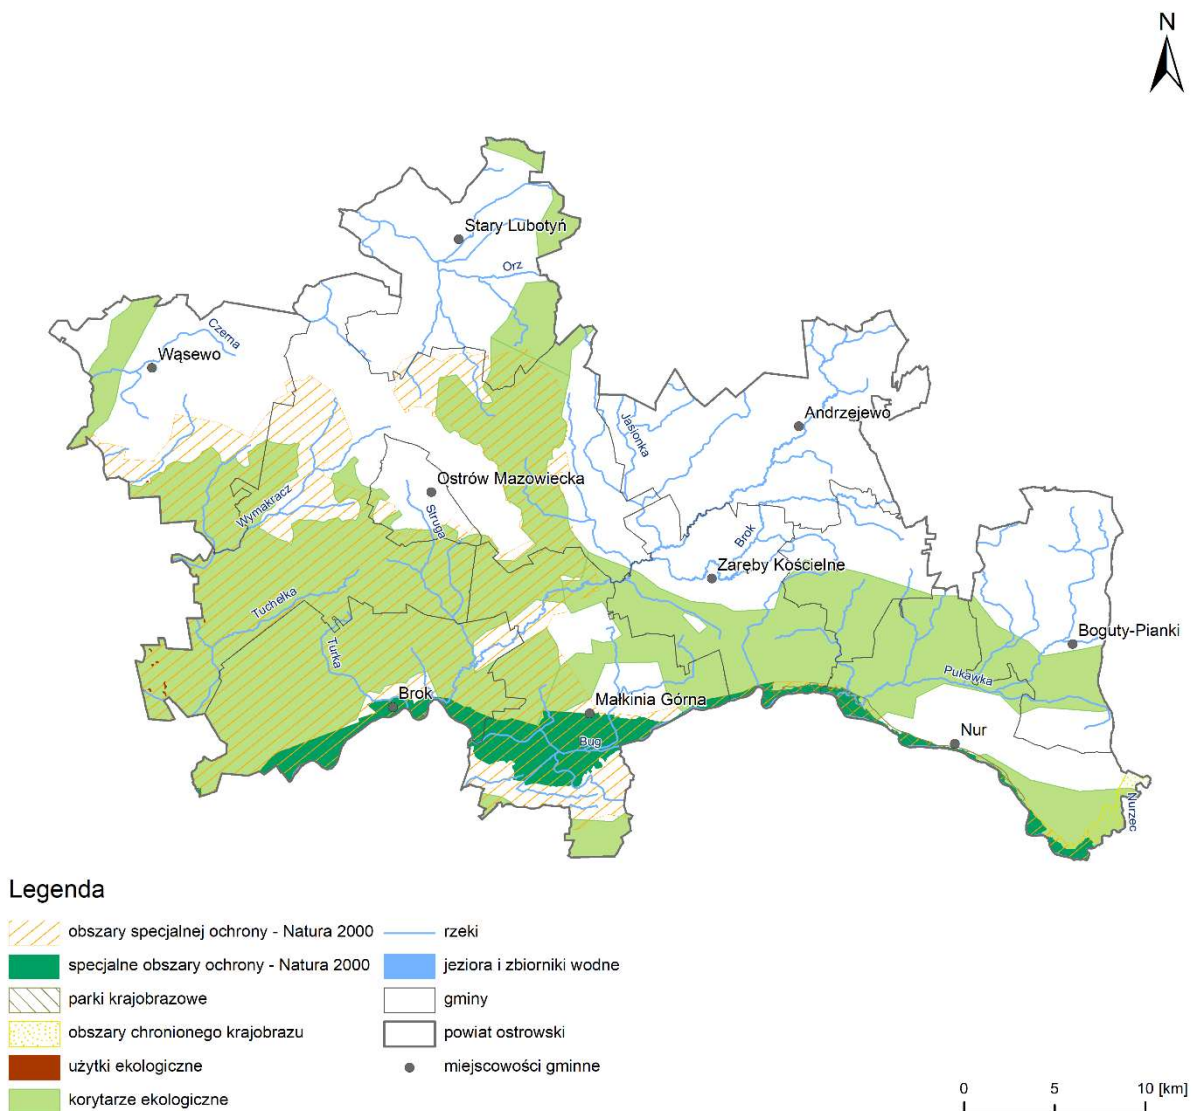 N
Stary Lubotyń
Orz
Czerna
Wąsewo
Andrzejewo
Jasionka
Ostrów Mazowiecka
Wymakracz
Struga
Brok
Zaręby Kościelne
Tuchełka
Turka
Boguty-Pianki
Pukawka
Brok
Małkinia Górna
Nur
Bug
Nurzec
Legenda
obszary specjalnej ochrony - Natura 2000
specjalne obszary ochrony - Natura 2000
parki krajobrazowe
obszary chronionego krajobrazu
użytki ekologiczne
korytarze ekologiczne
rzeki
jeziora i zbiorniki wodne
gminy
powiat ostrowski
miejscowości gminne
0 5 10 [km]